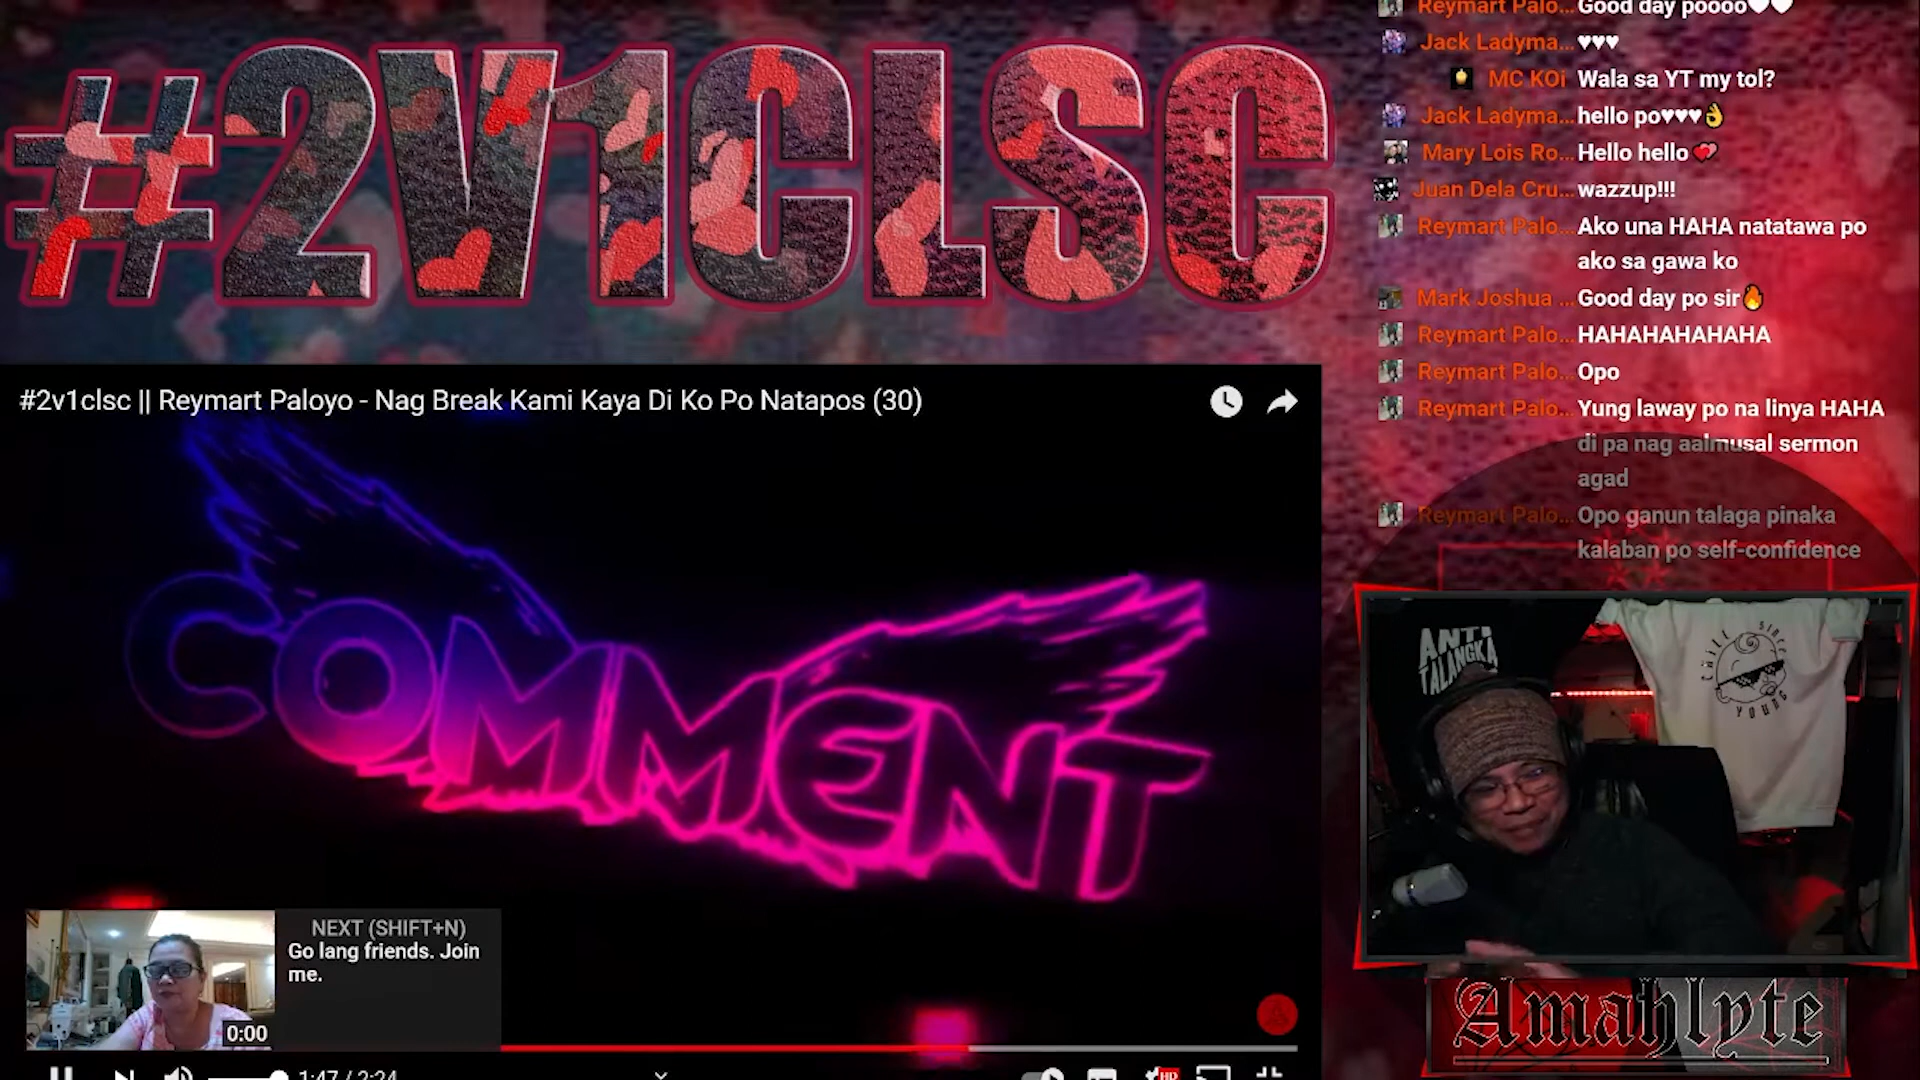 #2V1CLSC
Reymart Palo... Good day poooo🤍🤍
Jack Ladyma... ♥♥♥
MC KOi Wala sa YT my tol?
Jack Ladyma... hello po♥♥♥👌
Mary Lois Ro... Hello hello 💞
Juan Dela Cru... wazzup!!!
Reymart Palo... Ako una HAHA natatawa po
ako sa gawa ko
Mark Joshua ... Good day po sir🔥
Reymart Palo... HAHAHAHAHAHA
Reymart Palo... Opo
Reymart Palo... Yung laway po na linya HAHA
di pa nag aalmusal sermon
agad
Reymart Palo... Opo ganun talaga pinaka
kalaban po self-confidence
#2v1clsc || Reymart Paloyo - Nag Break Kami Kaya Di Ko Po Natapos (30)
COMMENT
NEXT (SHIFT+N)
Go lang friends. Join
me.
0:00
1:47 / 2:24
HD
ANTI
TALANGKA
CHILL SINCE
YOUNG
Amahlyte